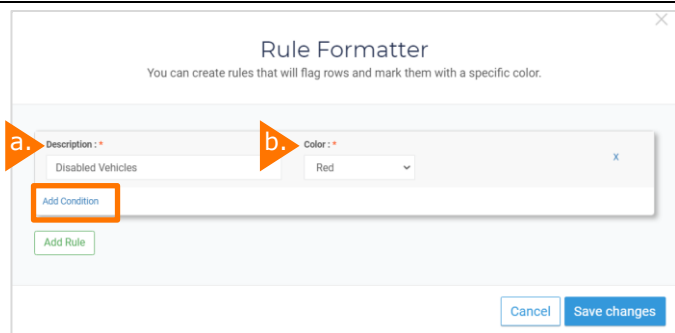 Rule Formatter
You can create rules that will flag rows and mark them with a specific color.
a. Description : * b. Color : *
Disabled Vehicles Red x
Add Condition
Add Rule
Cancel Save changes